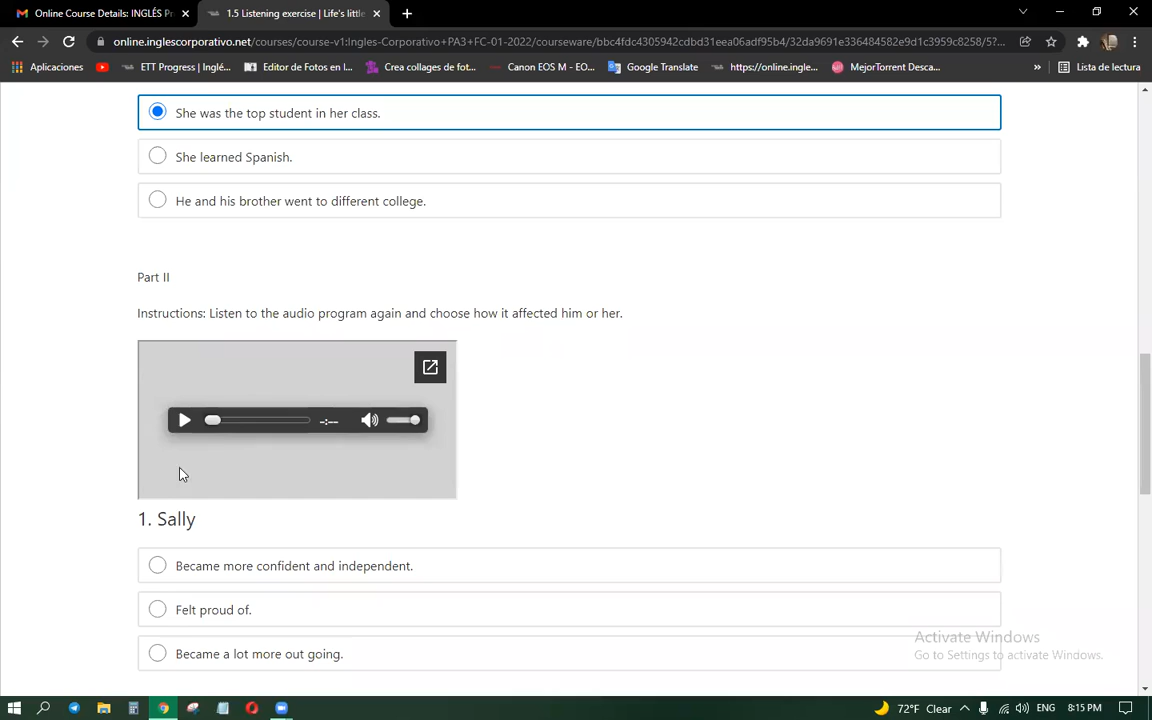 Online Course Details: INGLÉS Pr
1.5 Listening exercise | Life's little
online.inglescorporativo.net/courses/course-v1:Ingles-Corporativo+PA3+FC-01-2022/courseware/bbc4fdc4305942cdbd31eea06adf95b4/32da9691e336484582e9d1c3959c8258/5?...
Aplicaciones ETT Progress | Inglé... Editor de Fotos en l... Crea collages de fot... Canon EOS M - EO... Google Translate https://online.ingle... MejorTorrent Desca... » Lista de lectura
She was the top student in her class.
She learned Spanish.
He and his brother went to different college.
Part II
Instructions: Listen to the audio program again and choose how it affected him or her.
-:--
1. Sally
Became more confident and independent.
Felt proud of.
Became a lot more out going.
Activate Windows
Go to Settings to activate Windows.
72°F Clear ENG 8:15 PM